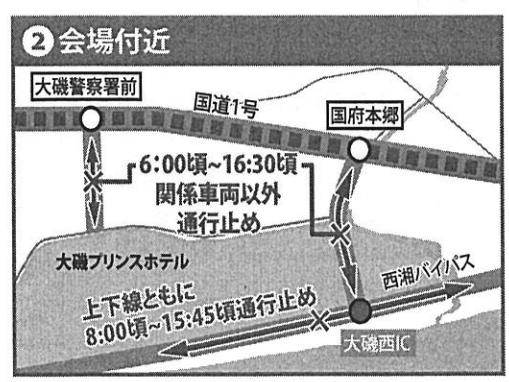 2 会場付近
大磯警察署前
国道1号
国府本郷
6:00頃~16:30頃
関係車両以外
通行止め
大磯プリンスホテル
上下線ともに
8:00頃~15:45頃通行止め
西湘バイパス
大磯西IC